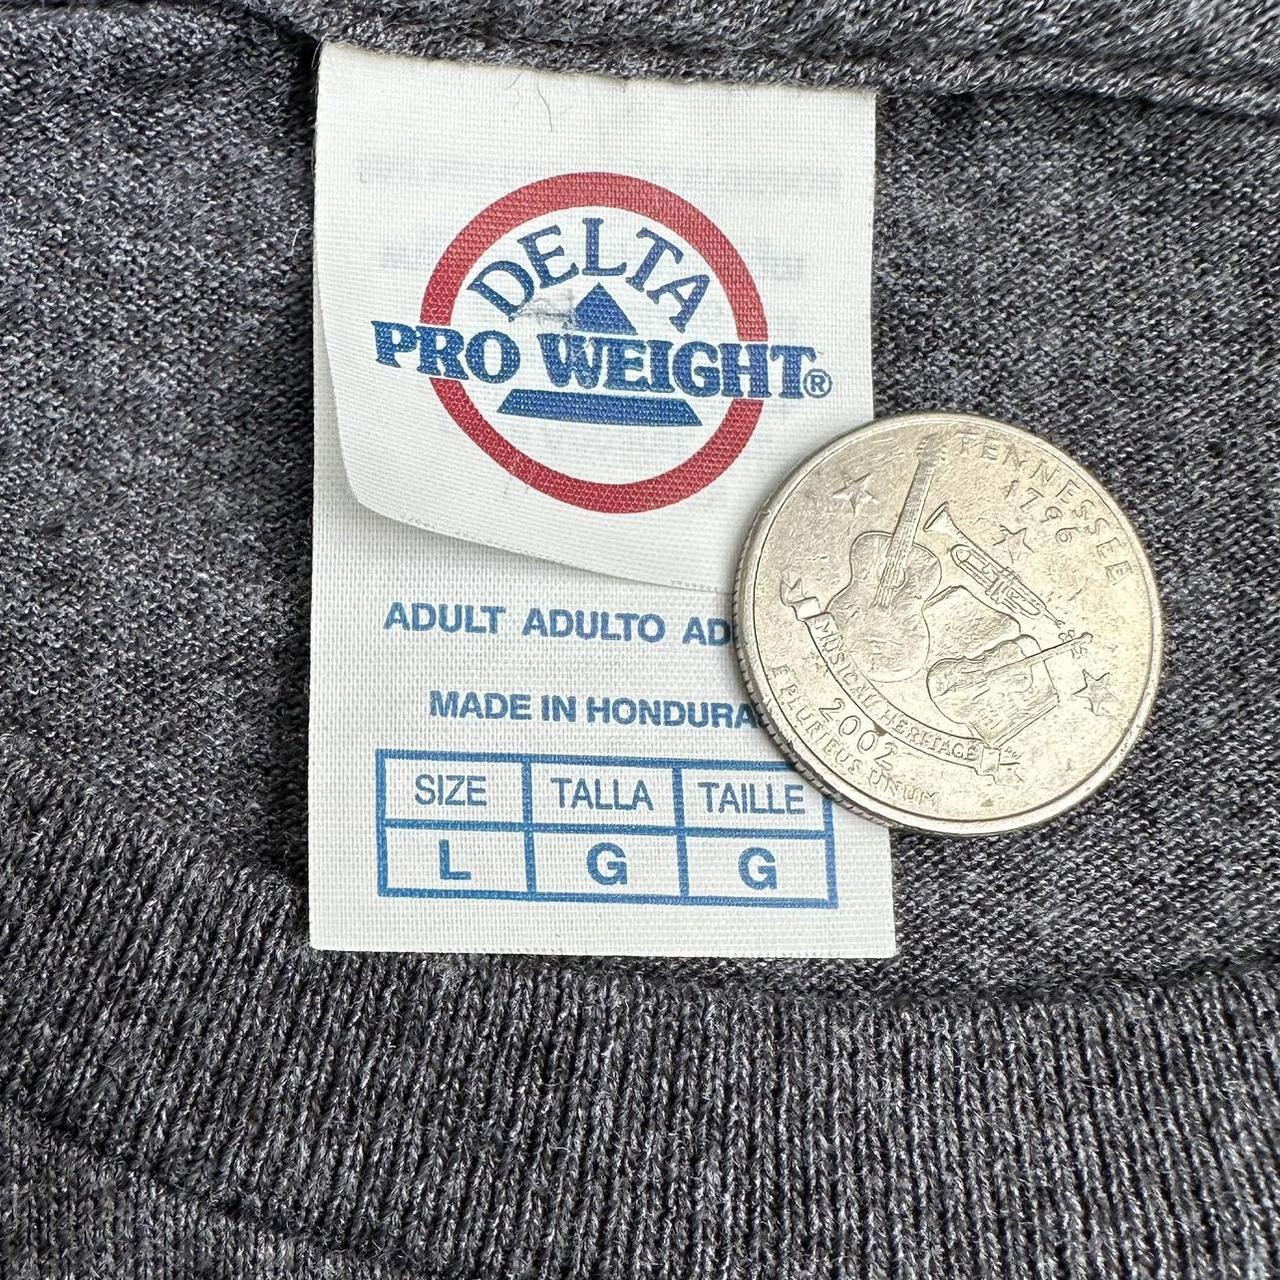 DELTA
PRO WEIGHT®
ADULT ADULTO AD
MADE IN HONDURA
SIZE TALLA TAILLE
L G G
TENNESSEE
1796
MUSICAL HERITAGE
2002
E PLURIBUS UNUM